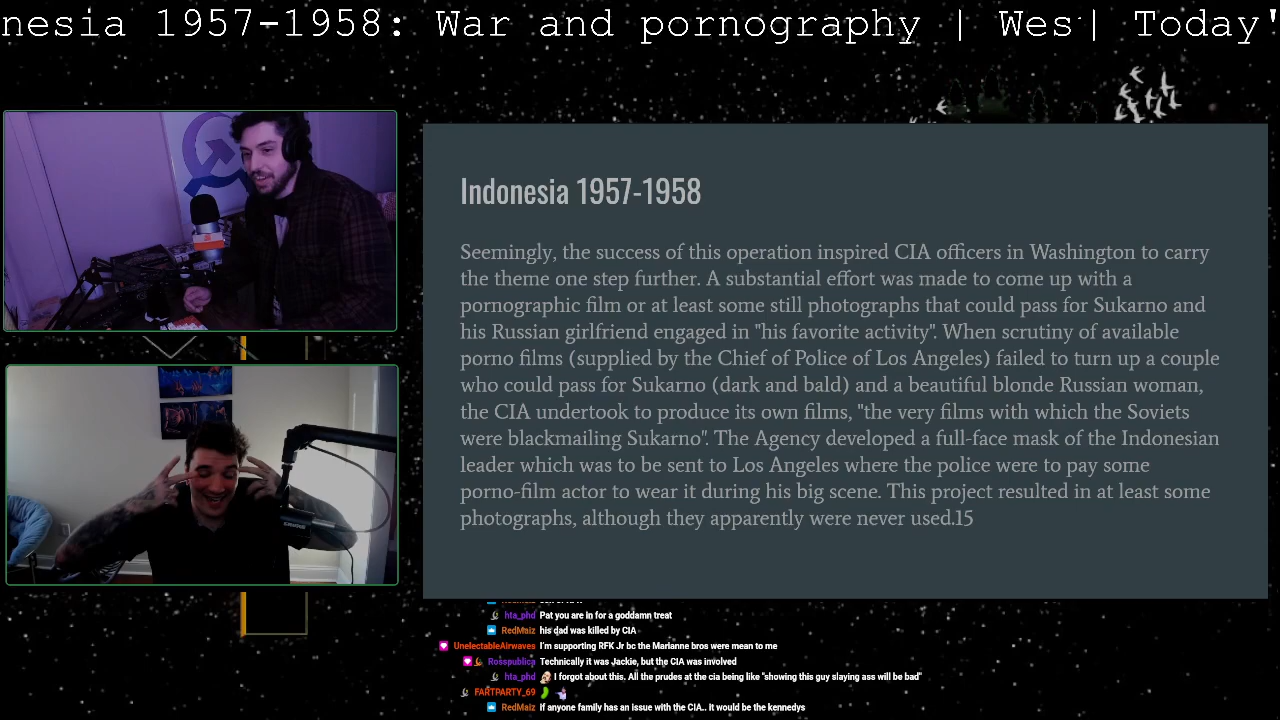 nesia 1957-1958: War and pornography | Wes | Today'
Indonesia 1957-1958
Seemingly, the success of this operation inspired CIA officers in Washington to carry
the theme one step further. A substantial effort was made to come up with a
pornographic film or at least some still photographs that could pass for Sukarno and
his Russian girlfriend engaged in "his favorite activity". When scrutiny of available
porno films (supplied by the Chief of Police of Los Angeles) failed to turn up a couple
who could pass for Sukarno (dark and bald) and a beautiful blonde Russian woman,
the CIA undertook to produce its own films, "the very films with which the Soviets
were blackmailing Sukarno". The Agency developed a full-face mask of the Indonesian
leader which was to be sent to Los Angeles where the police were to pay some
porno-film actor to wear it during his big scene. This project resulted in at least some
photographs, although they apparently were never used.15
hta_phd Pat you are in for a goddamn treat
RedMaiz his dad was killed by CIA
UnelectableAirwaves I'm supporting RFK Jr bc the Marianne bros were mean to me
Rosspublica Technically it was Jackie, but the CIA was involved
hta_phd I forgot about this. All the prudes at the cia being like "showing this guy slaying ass will be bad"
FARTPARTY_69
RedMaiz if anyone family has an issue with the CIA.. it would be the kennedys